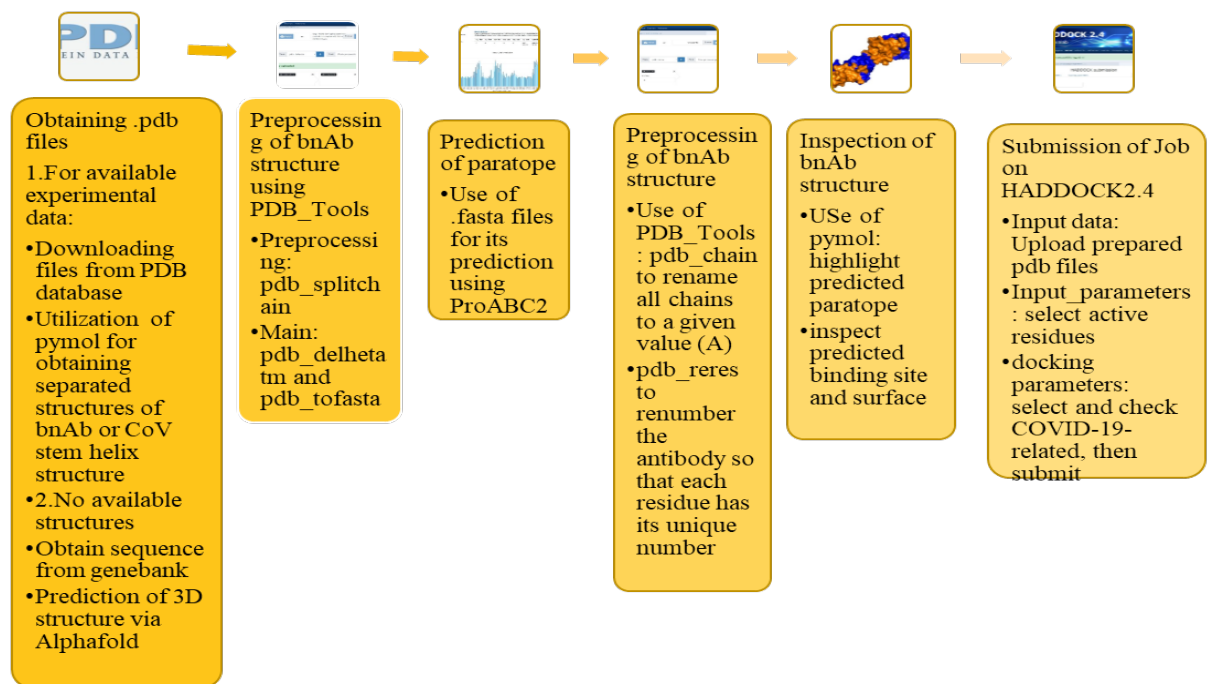 PD
EIN DATA
DDOCK 2.4
Obtaining .pdb
files
1.For available
experimental
data:
•Downloading
files from PDB
database
•Utilization of
pymol for
obtaining
separated
structures of
bnAb or CoV
stem helix
structure
•2.No available
structures
•Obtain sequence
from genebank
•Prediction of 3D
structure via
Alphafold
Preprocessin
g of bnAb
structure
using
PDB_Tools
•Preprocessi
ng:
pdb_splitch
ain
•Main:
pdb_delheta
tm and
pdb_tofasta
Prediction
of paratope
•Use of
.fasta files
for its
prediction
using
ProABC2
Preprocessin
g of bnAb
structure
•Use of
PDB_Tools
: pdb_chain
to rename
all chains
to a given
value (A)
•pdb_reres
to
renumber
the
antibody so
that each
residue has
its unique
number
Inspection of
bnAb
structure
•USe of
pymol:
highlight
predicted
paratope
•inspect
predicted
binding site
and surface
Submission of Job
on
HADDOCK2.4
•Input data:
Upload prepared
pdb files
•Input_parameters
: select active
residues
•docking
parameters:
select and check
COVID-19-
related, then
submit